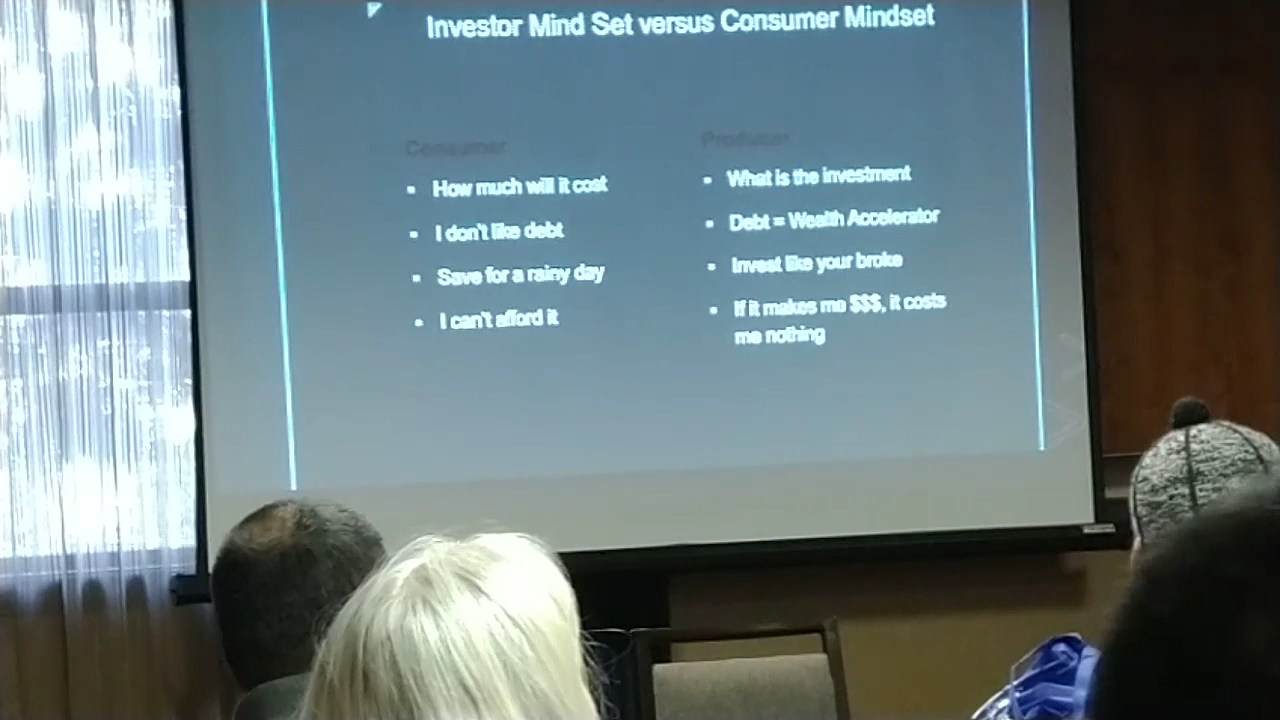 Investor Mind Set versus Consumer Mindset
Consumer
How much will it cost
I don't like debt
Save for a rainy day
I can't afford it
Producer
What is the investment
Debt = Wealth Accelerator
Invest like your broke
If it makes me $$$, it costs
me nothing